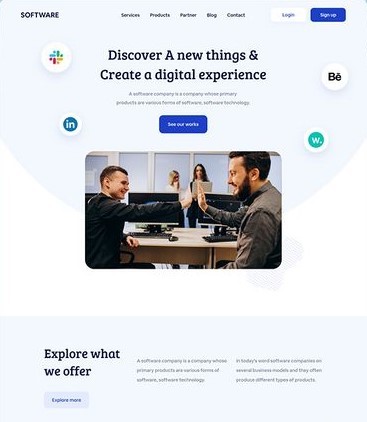 SOFTWARE
Services Products Partner Blog Contact Login Sign up
Discover A new things &
Create a digital experience
Bē
A software company is a company whose primary
products are various forms of software, software technology.
in
See our works
w.
Explore what
we offer
A software company is a company whose
primary products are various forms of
software, software technology.
In today's word software companies on
several business models and they often
produce different types of products.
Explore more